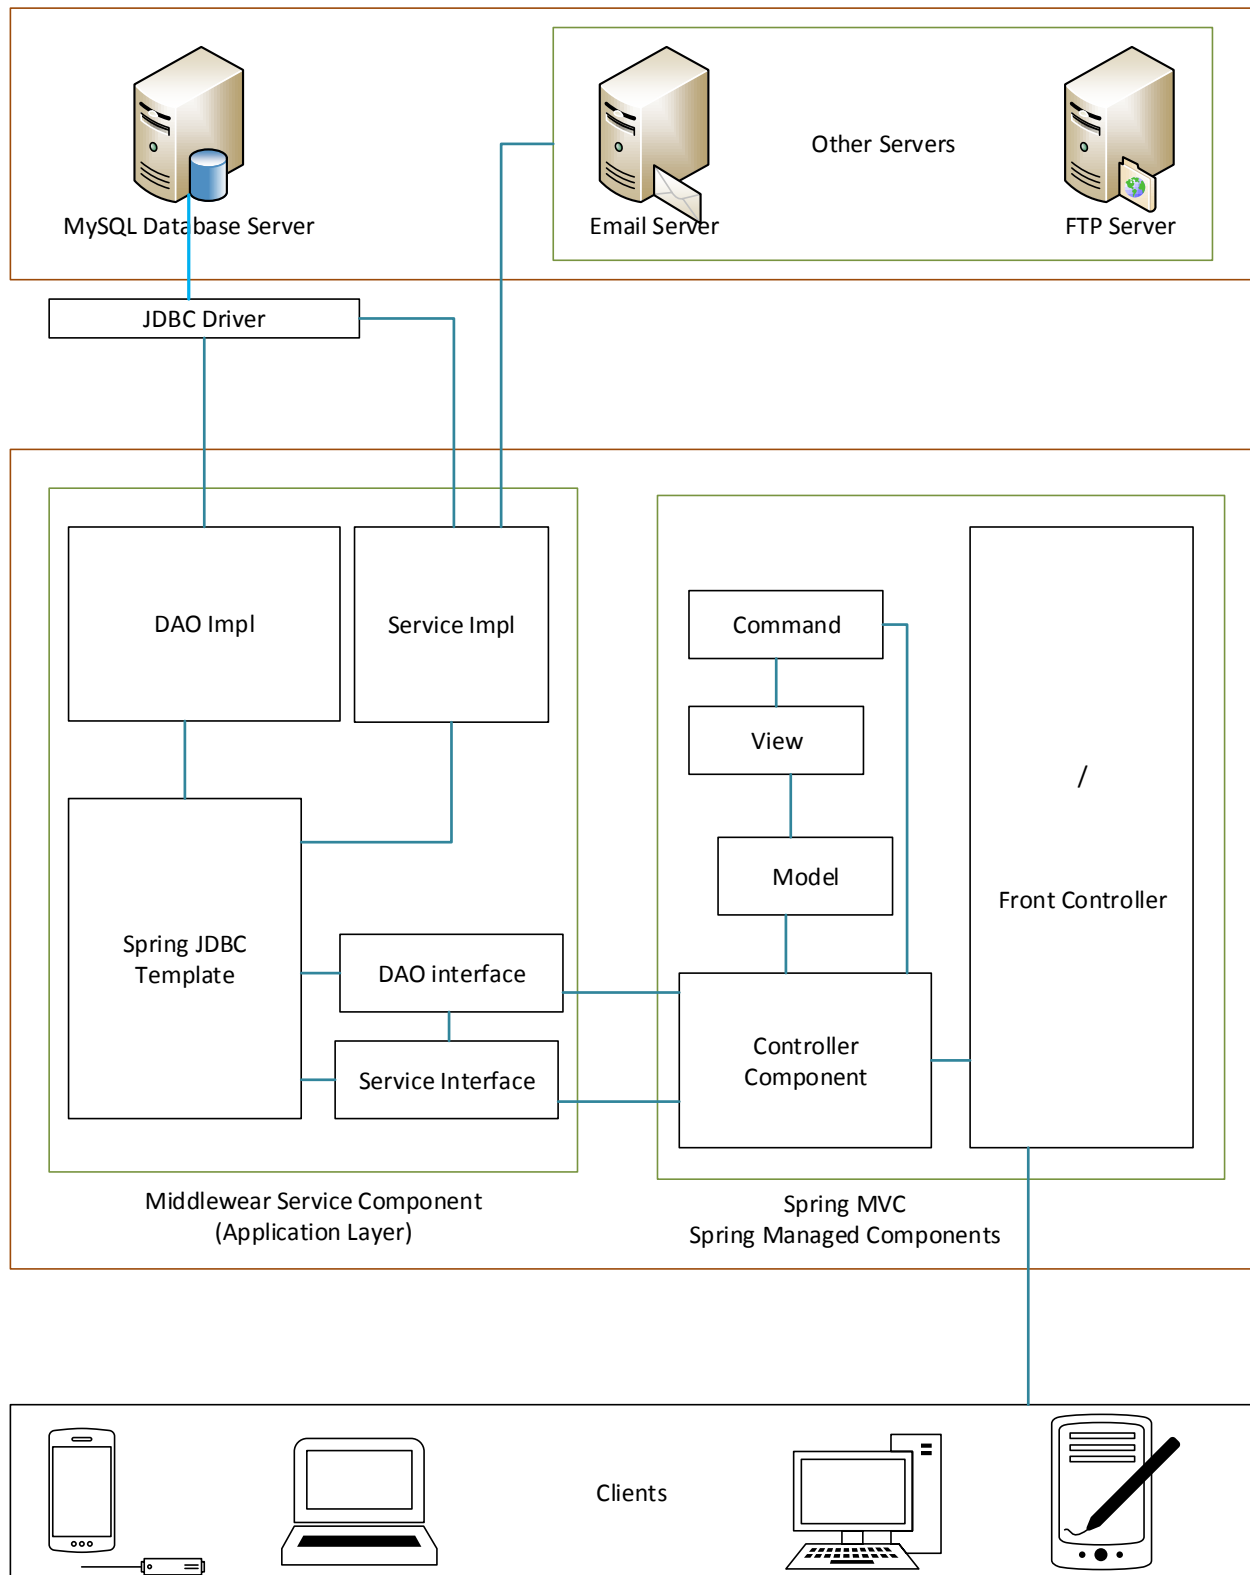 Other Servers
MySQL Database Server
Email Server
FTP Server
JDBC Driver
DAO Impl
Service Impl
Command
View
/
Model
Front Controller
Spring JDBC
Template
DAO interface
Controller
Component
Service Interface
Middlewear Service Component
(Application Layer)
Spring MVC
Spring Managed Components
Clients